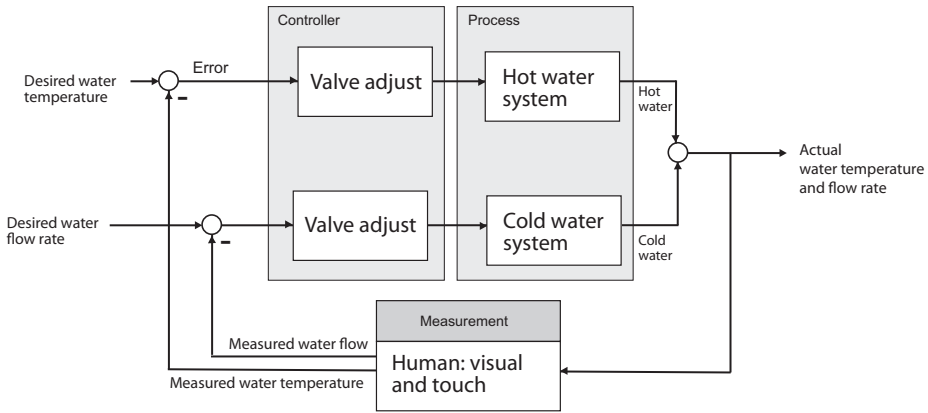 Controller
Process
Desired water
temperature
Error
-
Valve adjust
Hot water
system
Hot
water
Actual
water temperature
and flow rate
Desired water
flow rate
-
Valve adjust
Cold water
system
Cold
water
Measurement
Measured water flow
Human: visual
and touch
Measured water temperature